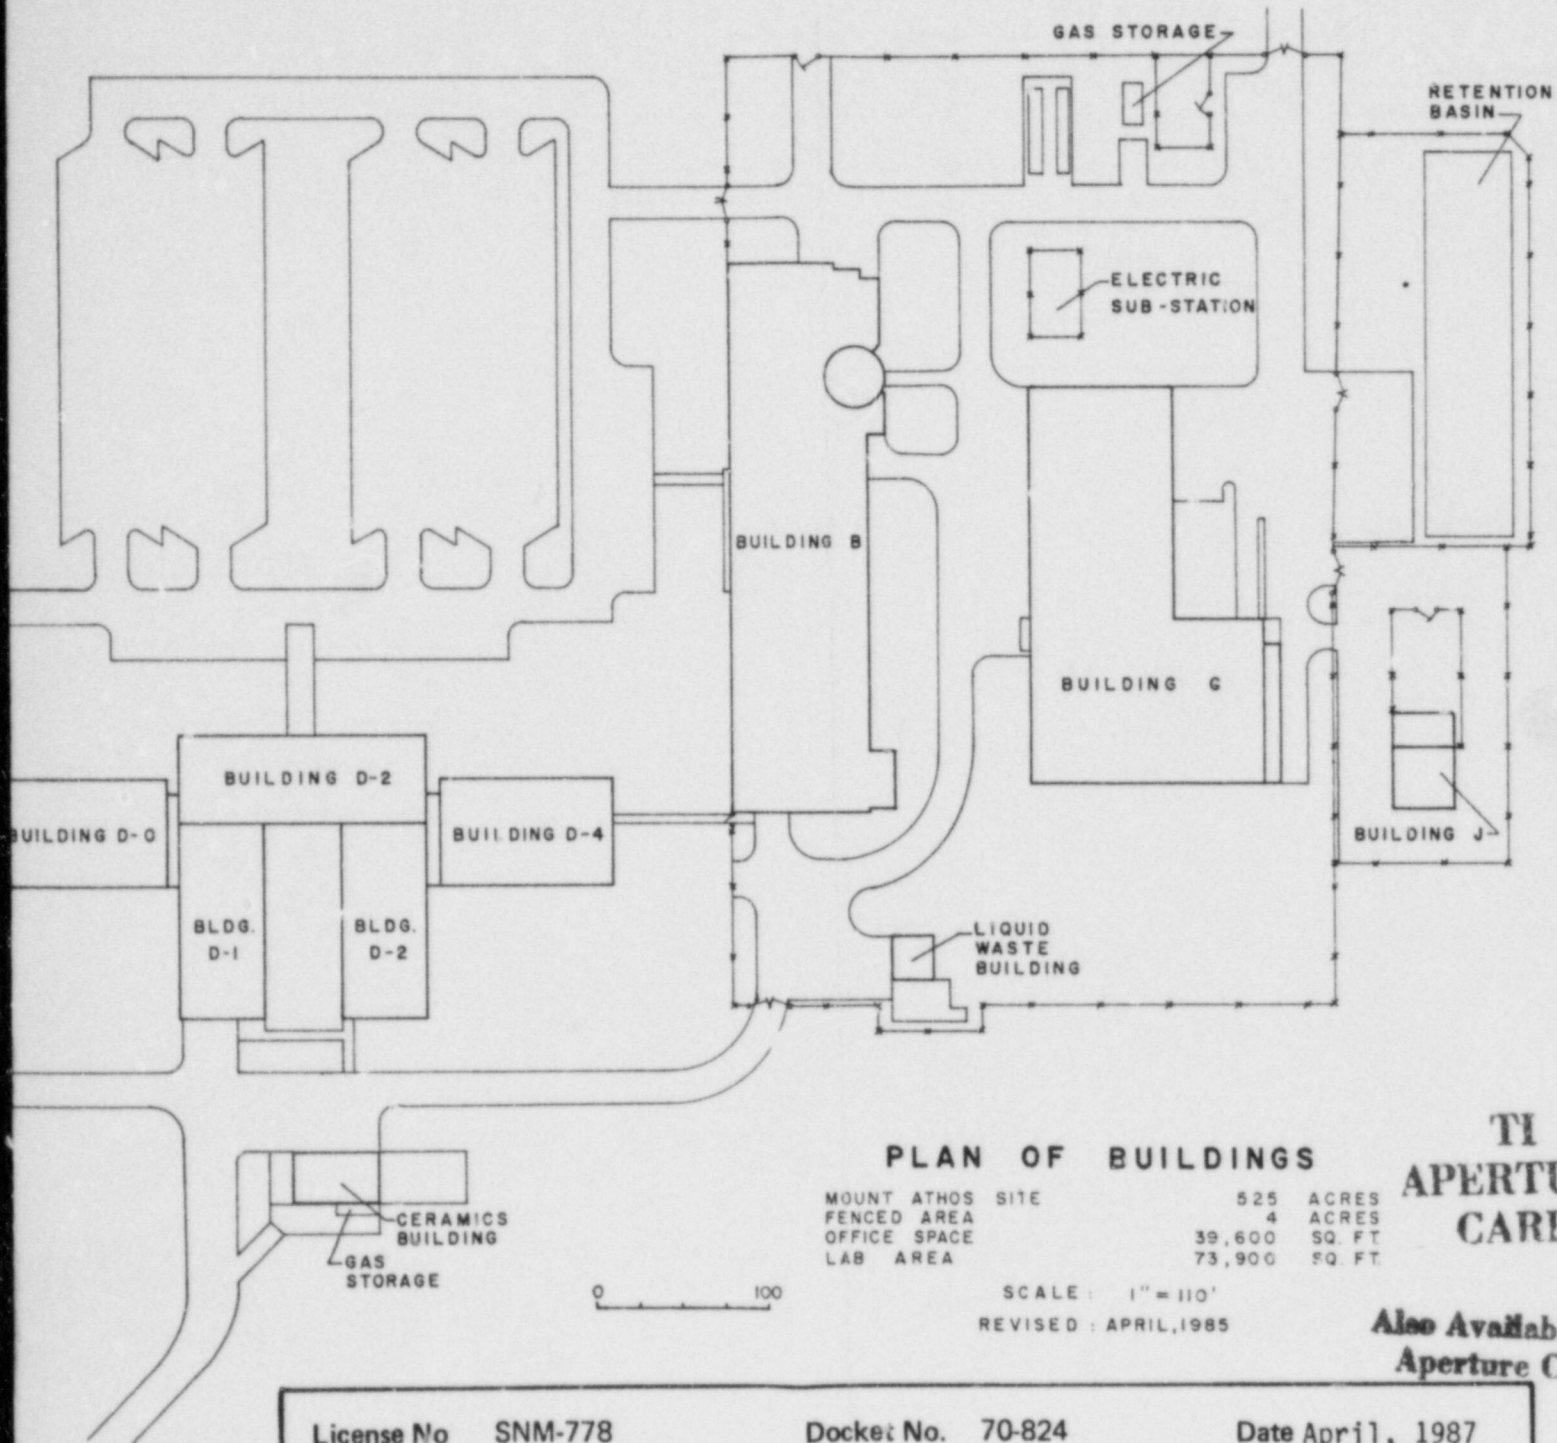 GAS STORAGE
RETENTION
BASIN
ELECTRIC
SUB-STATION
BUILDING B
BUILDING
BUILDING D-2
BUILDING D-4
BUILDING J
BLDG.
D-1
BLDG.
D-2
LIQUID
WASTE
BUILDING
CERAMICS
BUILDING
GAS
STORAGE
0 100
PLAN OF BUILDINGS
MOUNT ATHOS SITE 525 ACRES
FENCED AREA 4 ACRES
OFFICE SPACE 39,600 SQ. FT
LAB AREA 73,900 SQ. FT.
SCALE: 1" = 110'
REVISED: APRIL, 1985
TI
APERTU
CARI
Also Availab
Aperture C
License No SNM-778 Docket No. 70-824 Date April, 1987